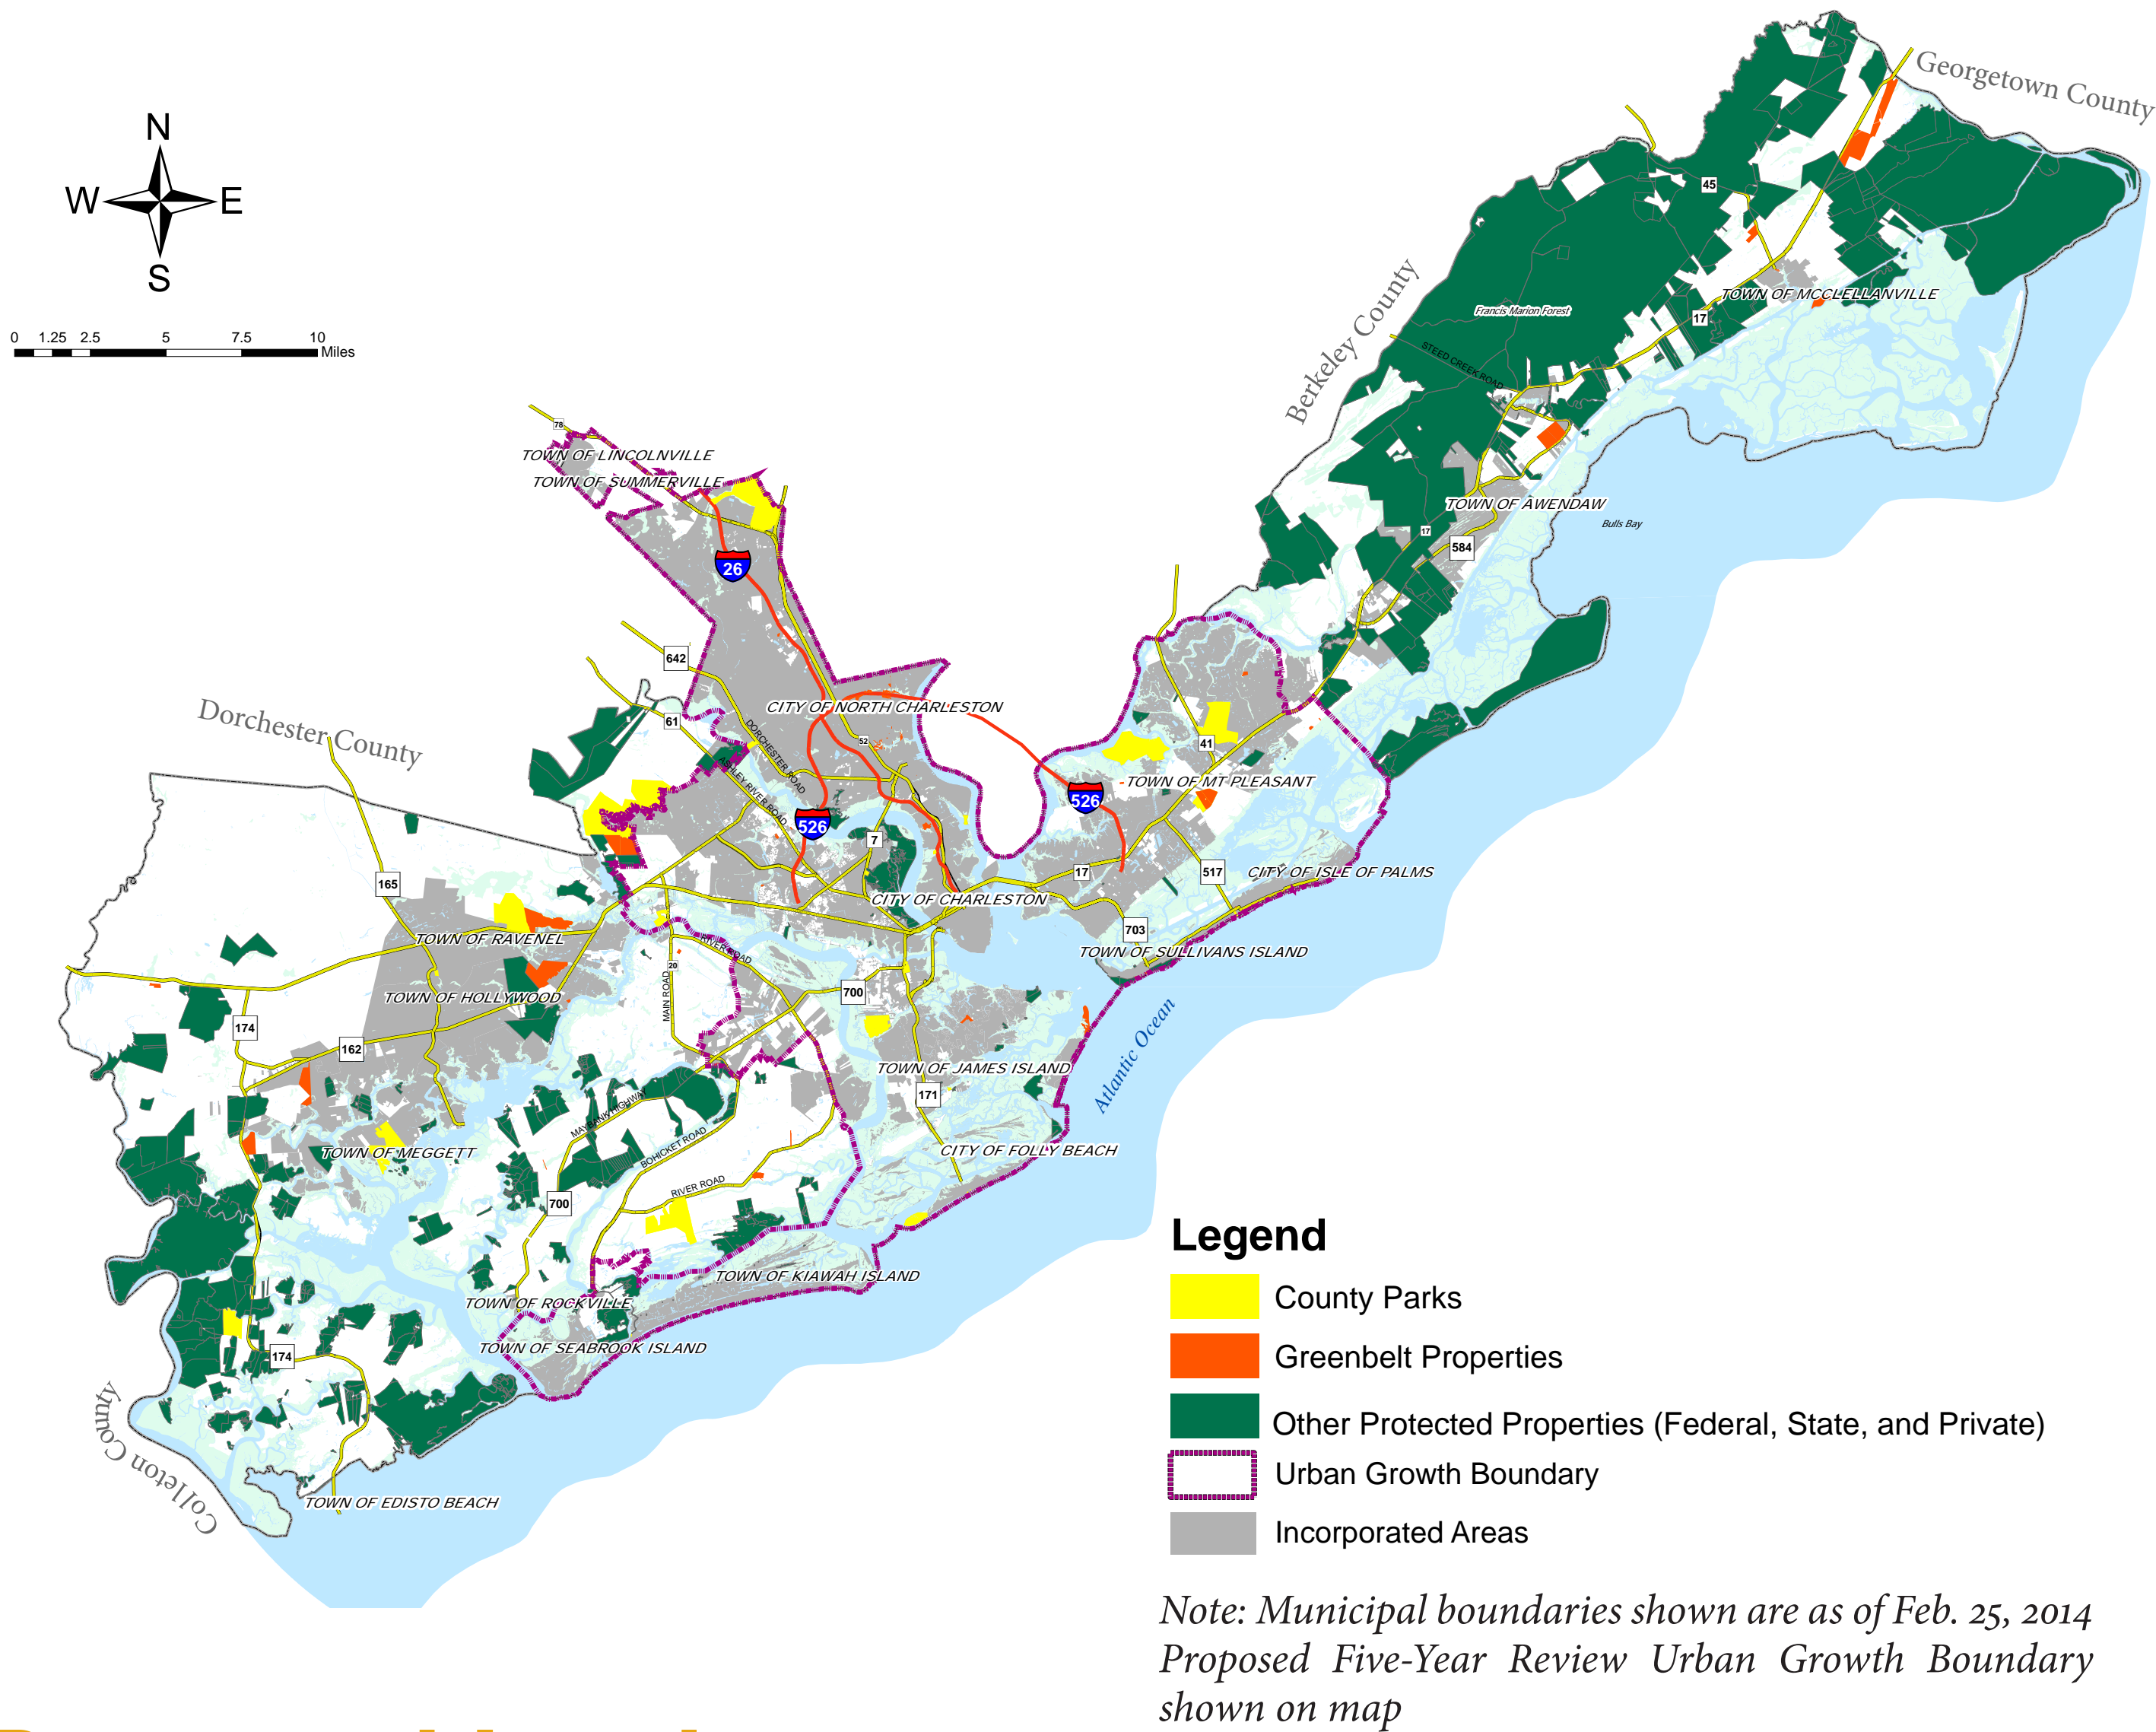 Georgetown County
N
W E
S
0 1.25 2.5 5 7.5 10
Miles
45
TOWN OF MCCLELLANVILLE
Francis Marion Forest
17
Berkeley County
STEED CREEK ROAD
78
TOWN OF LINCOLNVILLE
TOWN OF SUMMERVILLE
TOWN OF AWENDAW
Bulls Bay
17
584
26
642
Dorchester County
61
CITY OF NORTH CHARLESTON
DORCHESTER ROAD
52
41
ASHLEY RIVER ROAD
TOWN OF MT PLEASANT
526
526
7
165
17
517
CITY OF ISLE OF PALMS
CITY OF CHARLESTON
703
TOWN OF RAVENEL
RIVER ROAD
TOWN OF SULLIVANS ISLAND
20
MAIN ROAD
700
TOWN OF HOLLYWOOD
174
162
Atlantic Ocean
TOWN OF JAMES ISLAND
171
MAYBANK HIGHWAY
BOHICKET ROAD
TOWN OF MEGGETT
CITY OF FOLLY BEACH
RIVER ROAD
700
TOWN OF KIAWAH ISLAND
TOWN OF ROCKVILLE
TOWN OF SEABROOK ISLAND
174
Colleton County
TOWN OF EDISTO BEACH
Legend
County Parks
Greenbelt Properties
Other Protected Properties (Federal, State, and Private)
Urban Growth Boundary
Incorporated Areas
Note: Municipal boundaries shown are as of Feb. 25, 2014
Proposed Five-Year Review Urban Growth Boundary
shown on map